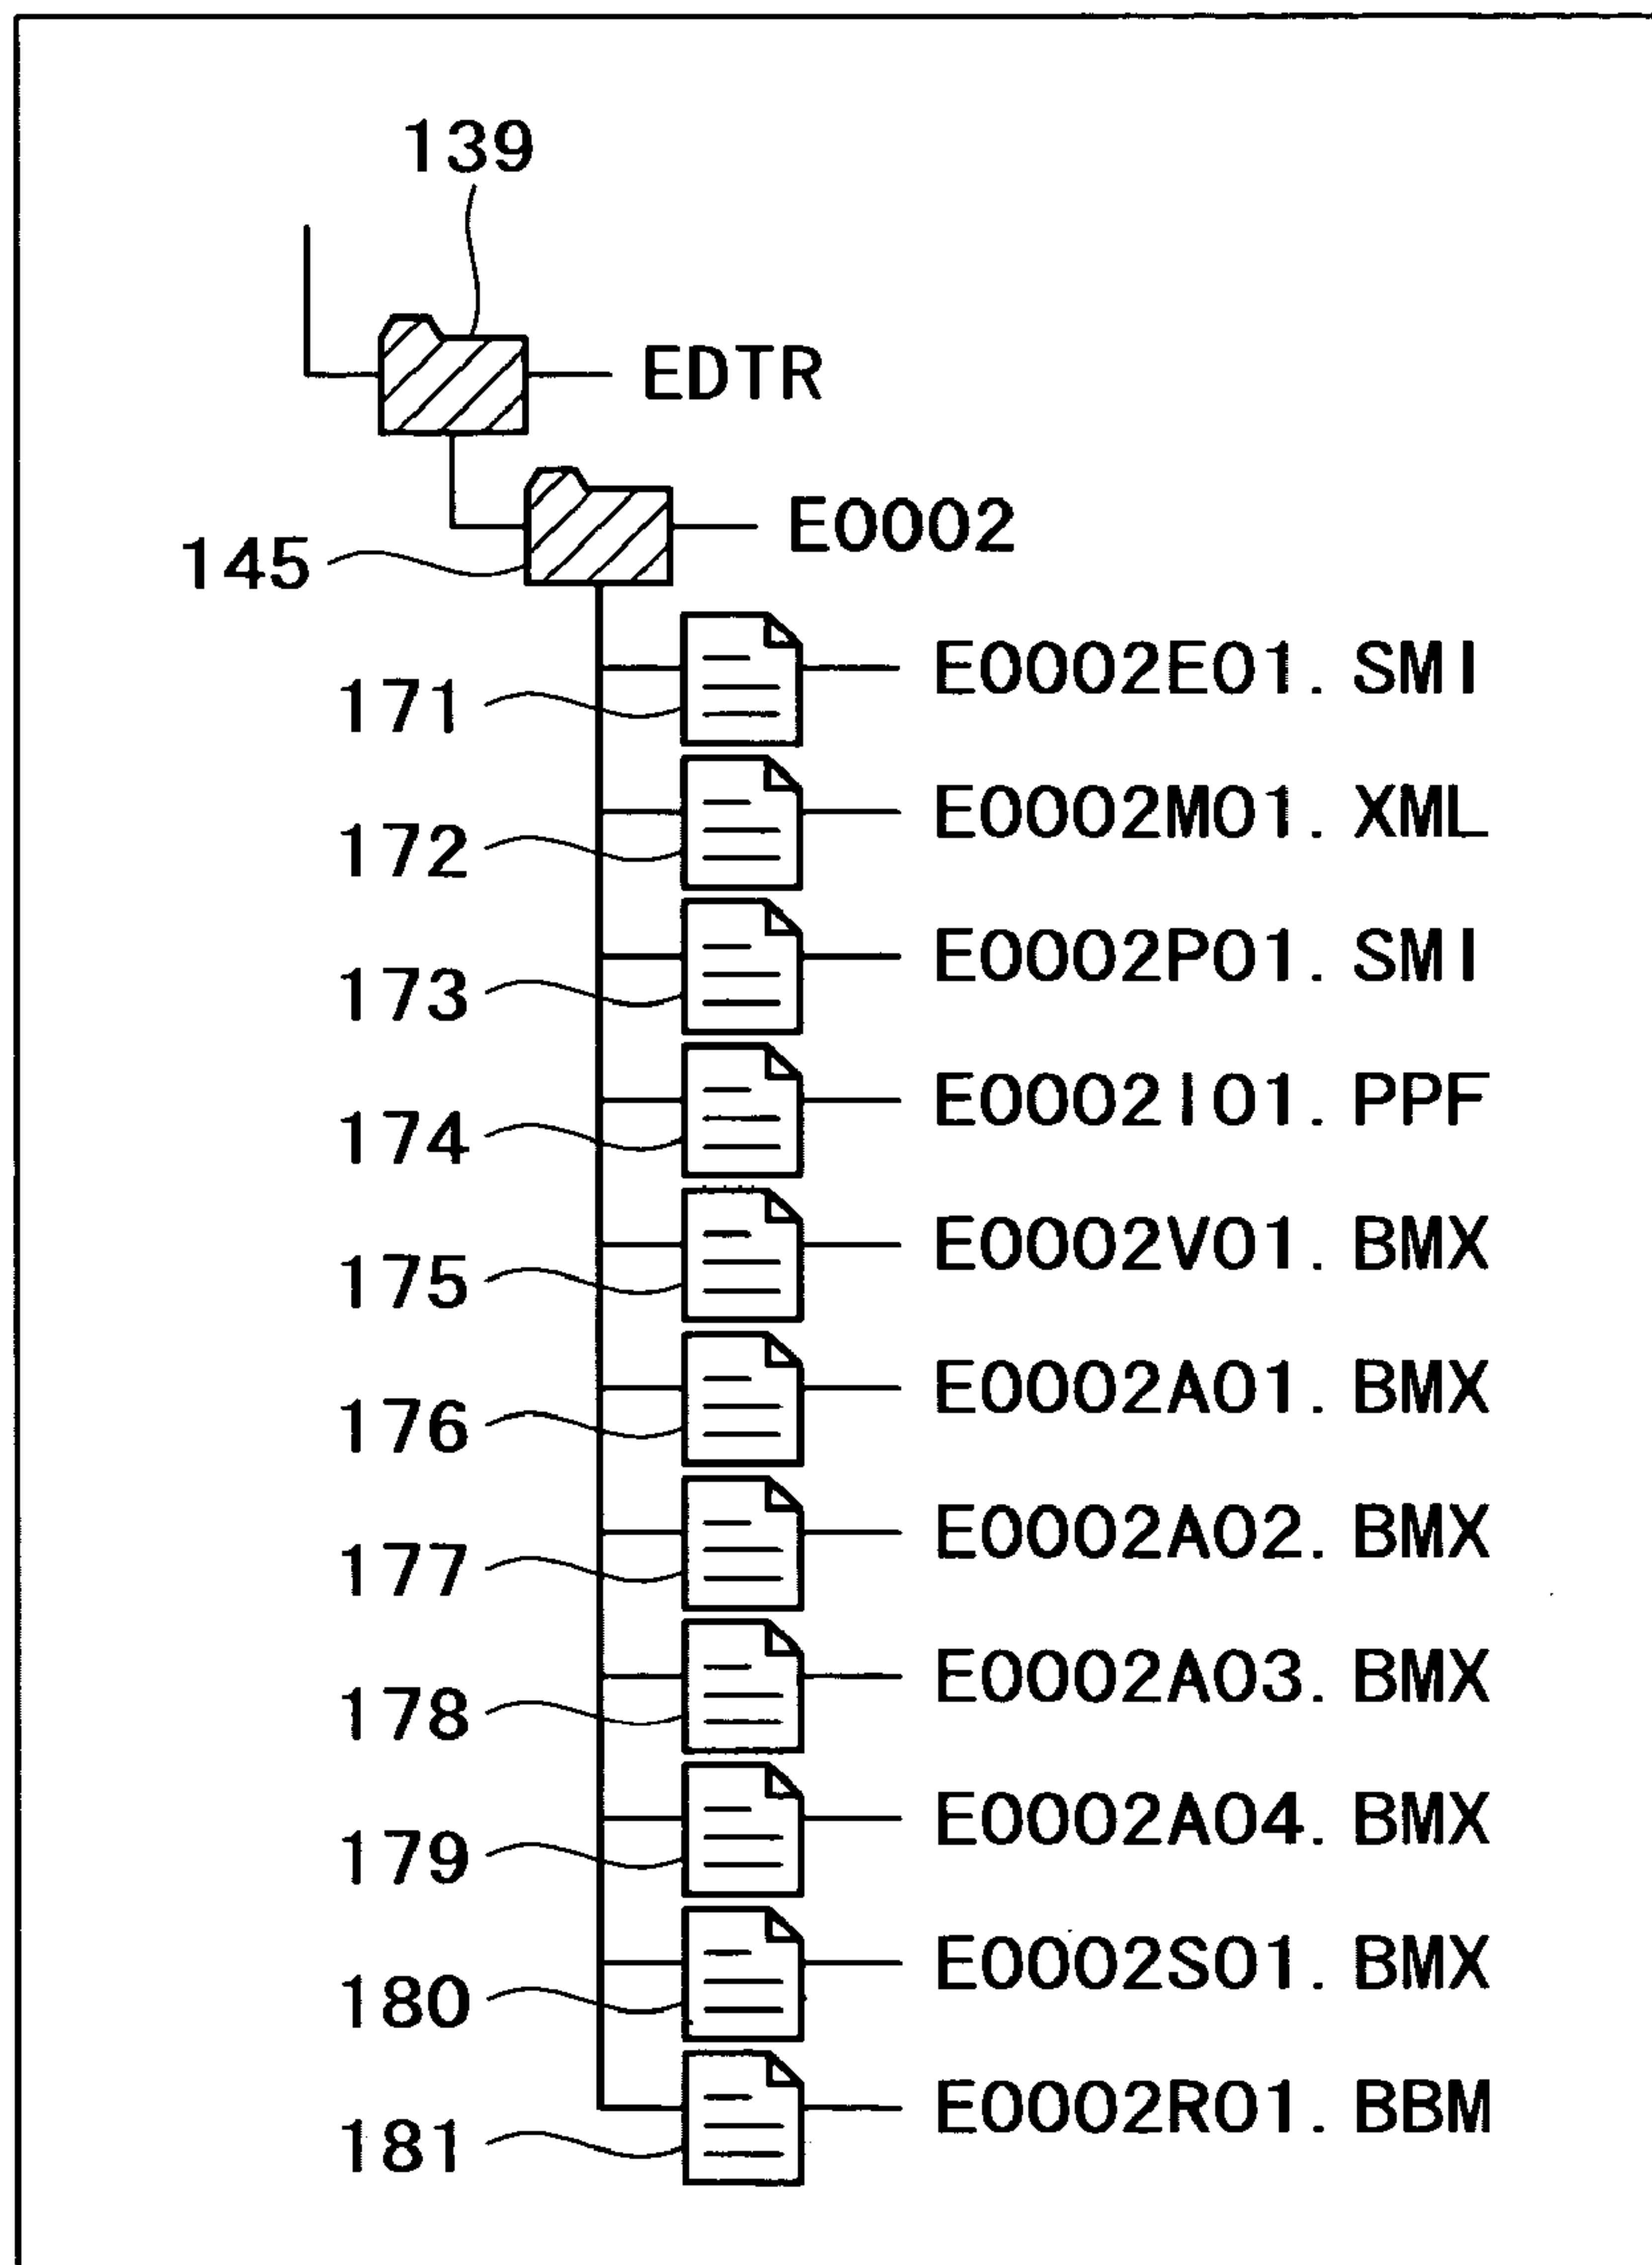 139
EDTR
E0002
145
E0002E01. SMI
171
E0002M01. XML
172
E0002P01. SMI
173
E0002I01. PPF
174
E0002V01. BMX
175
E0002A01. BMX
176
E0002A02. BMX
177
E0002A03. BMX
178
E0002A04. BMX
179
E0002S01. BMX
180
E0002R01. BBM
181